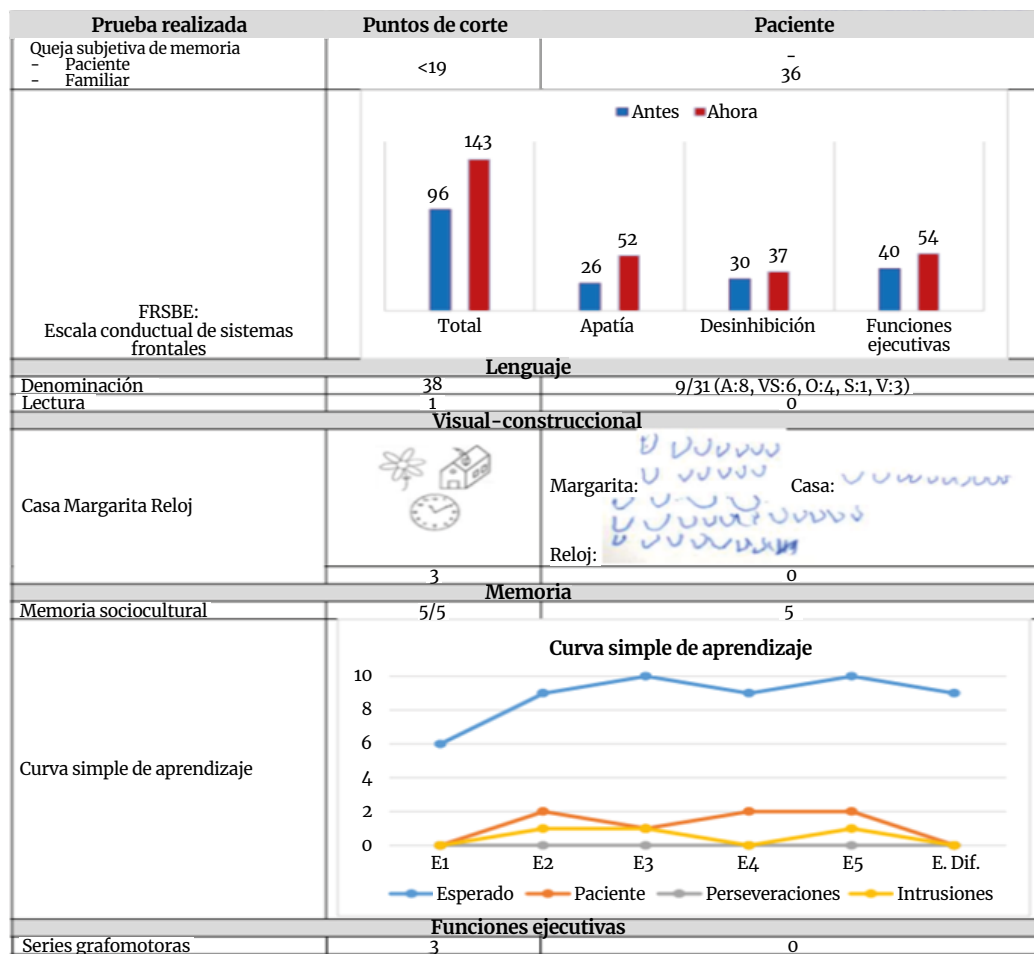 Prueba realizada Puntos de corte Paciente
Queja subjetiva de memoria
- Paciente -
- Familiar <19 36
Antes Ahora
143
96
52
26
30
37
40
54
Total Apatía Desinhibición Funciones
ejecutivas
FRSBE:
Escala conductual de sistemas
frontales
Lenguaje
Denominación 38 9/31 (A:8, VS:6, O:4, S:1, V:3)
Lectura 1 0
Visual-construccional
Casa Margarita Reloj
Margarita: Casa:
Reloj:
3 0
Memoria
Memoria sociocultural 5/5 5
Curva simple de aprendizaje
Curva simple de aprendizaje
10
8
6
4
2
0
E1 E2 E3 E4 E5 E. Dif.
Esperado Paciente Perseveraciones Intrusiones
Funciones ejecutivas
Series grafomotoras 3 0